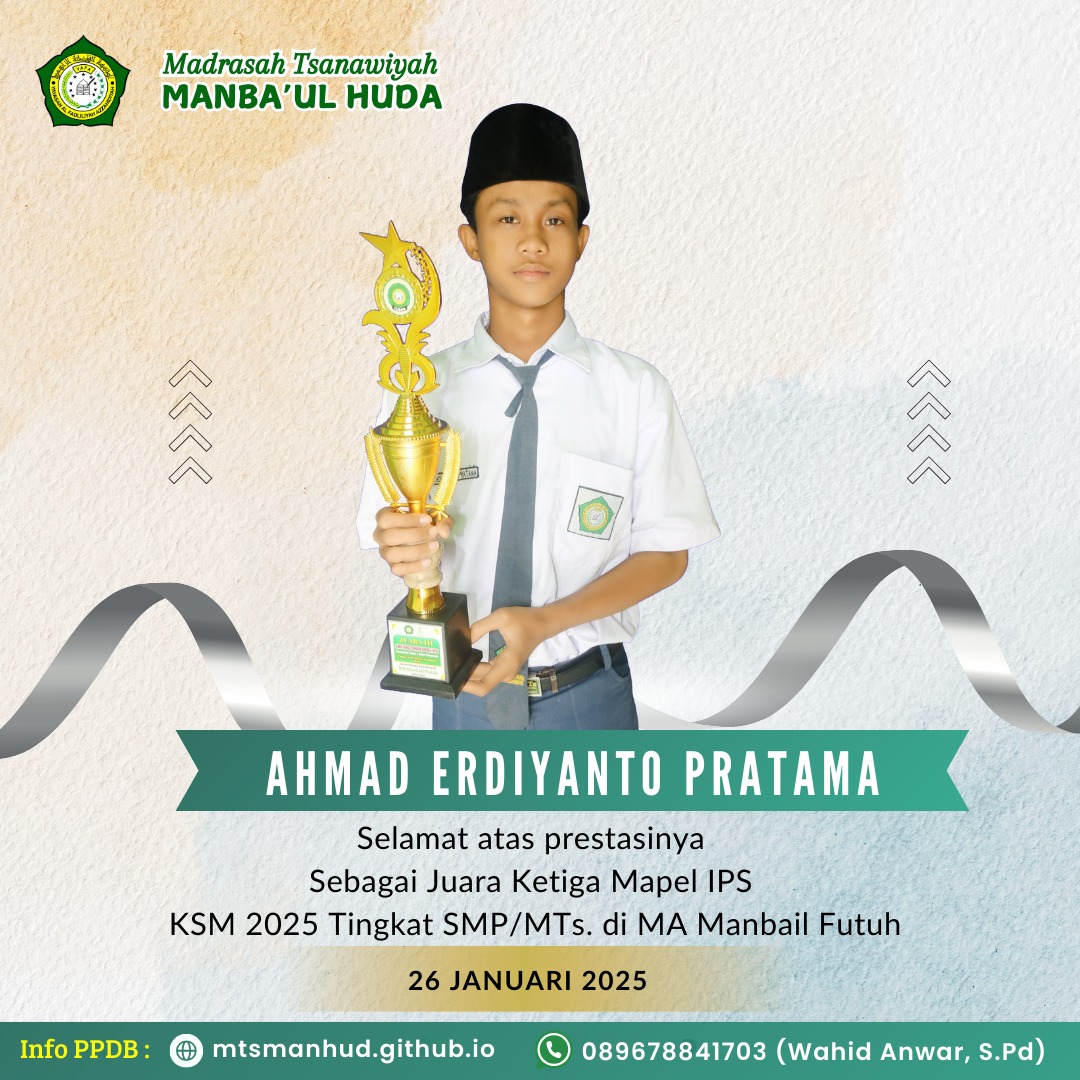 Madrasah Tsanawiyah
MANBA'UL HUDA
PRATAMA
AHMAD ERDIYANTO PRATAMA
Selamat atas prestasinya
Sebagai Juara Ketiga Mapel IPS
KSM 2025 Tingkat SMP/MTs. di MA Manbail Futuh
26 JANUARI 2025
Info PPDB : mtsmanhud.github.io 089678841703 (Wahid Anwar, S.Pd)